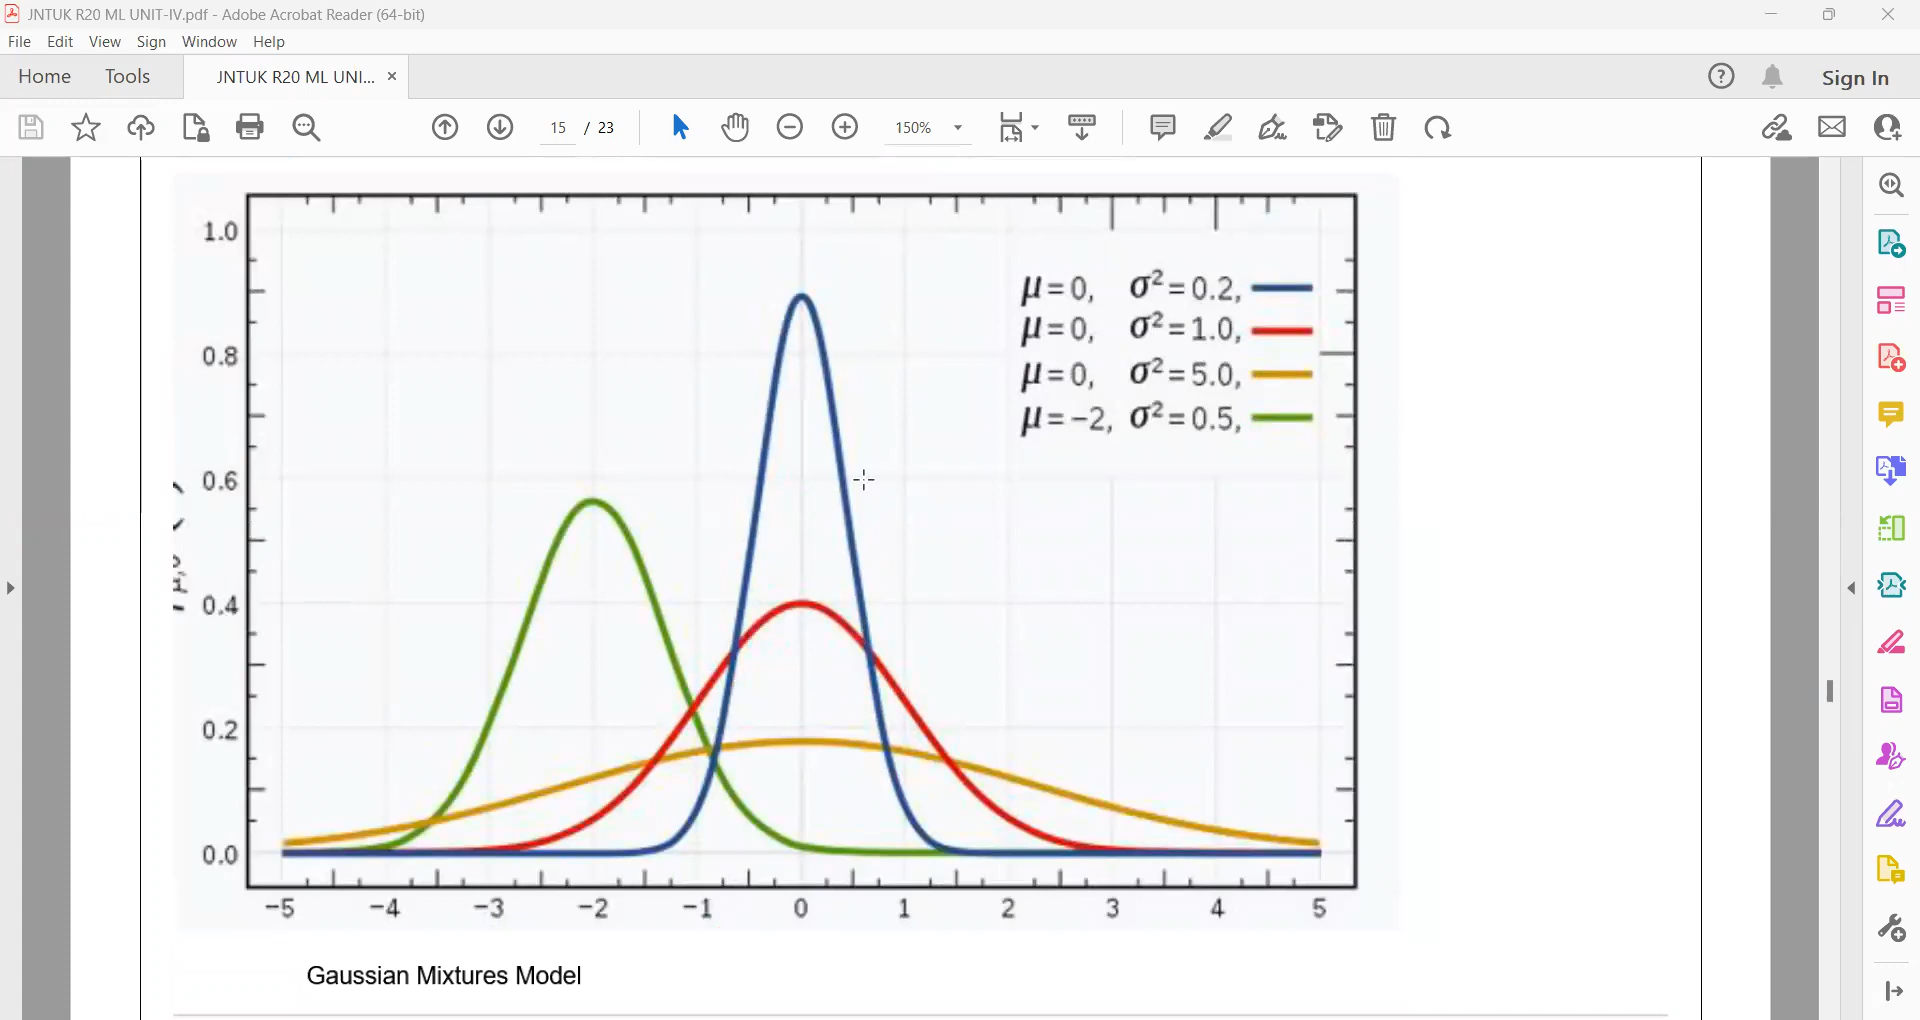 JNTUK R20 ML UNIT-IV.pdf - Adobe Acrobat Reader (64-bit)
File Edit View Sign Window Help
Home Tools JNTUK R20 ML UNI... × Sign In
15 / 23 150%
1.0
0.8
0.6
0.4
0.2
0.0
μ=0, σ²=0.2,
μ=0, σ²=1.0,
μ=0, σ²=5.0,
μ=−2, σ²=0.5,
−5 −4 −3 −2 −1 0 1 2 3 4 5
Gaussian Mixtures Model